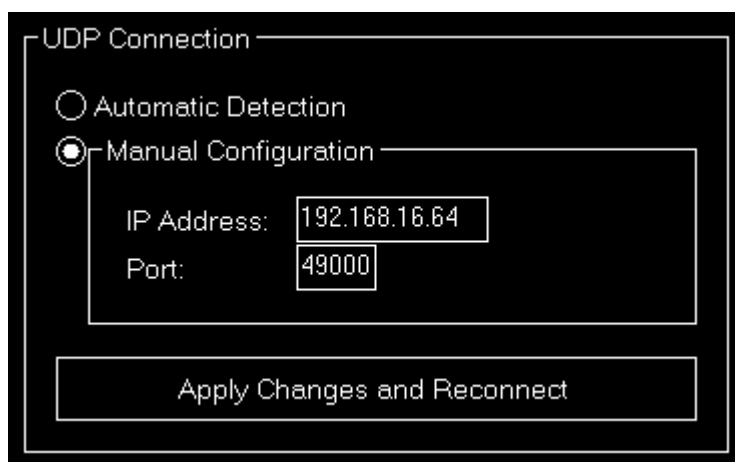 UDP Connection
Automatic Detection
Manual Configuration
IP Address: 192.168.16.64
Port: 49000
Apply Changes and Reconnect